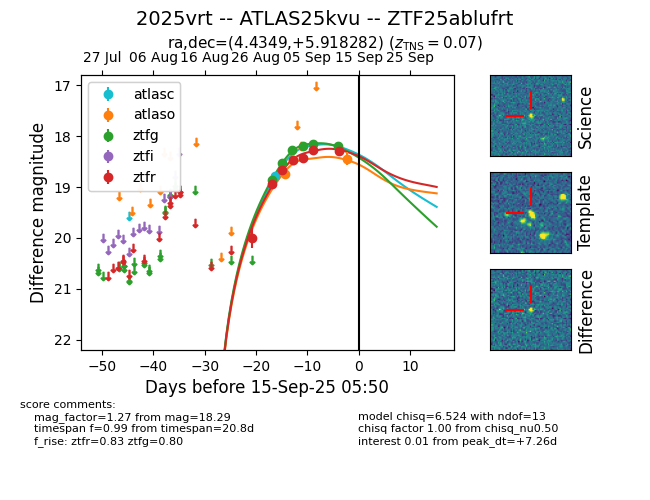 2025vrt -- ATLAS25kvu -- ZTF25ablufrt
ra,dec=(4.4349,+5.918282) (zTNS = 0.07)
27 Jul 06 Aug 16 Aug 26 Aug 05 Sep 15 Sep 25 Sep
atlasc
atlaso
ztfg
ztfi
ztfr
17
18
19
20
21
22
Difference magnitude
−50 −40 −30 −20 −10 0 10
Days before 15-Sep-25 05:50
Science
Template
Difference
score comments:
mag_factor=1.27 from mag=18.29
timespan f=0.99 from timespan=20.8d
f_rise: ztfr=0.83 ztfg=0.80
model chisq=6.524 with ndof=13
chisq factor 1.00 from chisq_nu0.50
interest 0.01 from peak_dt=+7.26d